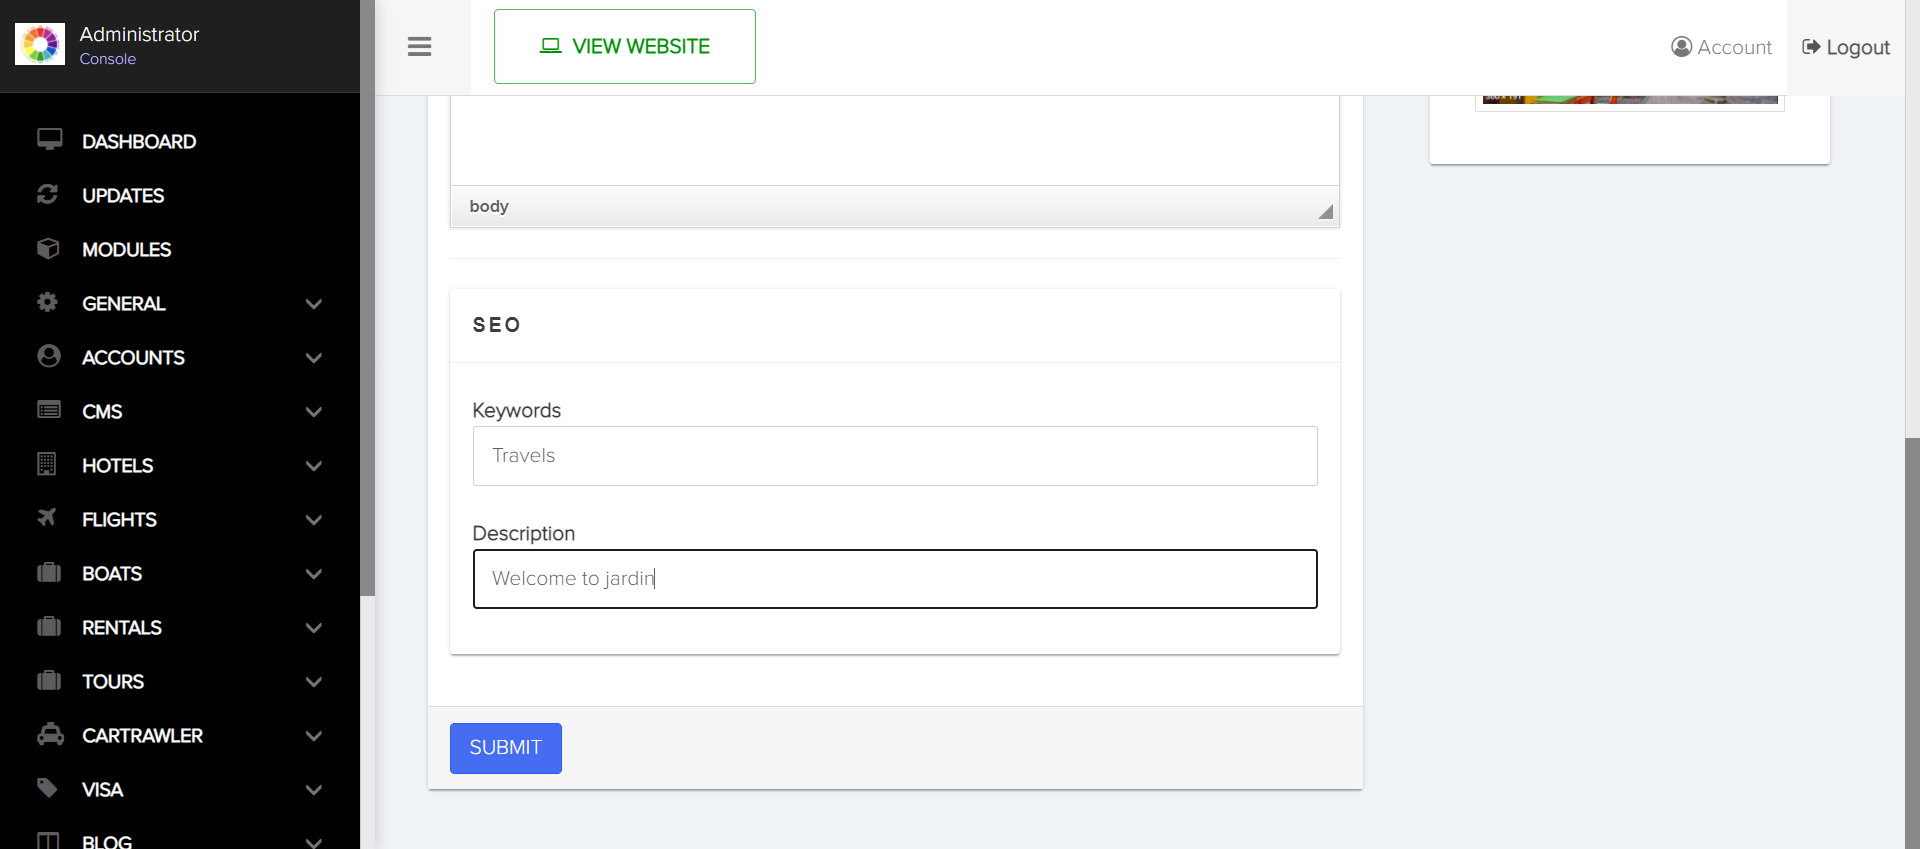 Administrator
Console
VIEW WEBSITE
Account
Logout
DASHBOARD
UPDATES
MODULES
GENERAL
ACCOUNTS
CMS
HOTELS
FLIGHTS
BOATS
RENTALS
TOURS
CARTRAWLER
VISA
BLOG
body
SEO
Keywords
Travels
Description
Welcome to jardin
SUBMIT